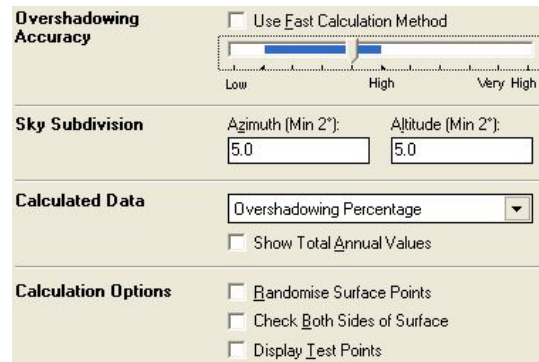 Overshadowing Accuracy
Use Fast Calculation Method
Low High Very High
Sky Subdivision
Azimuth (Min 2°): Altitude (Min 2°):
5.0 5.0
Calculated Data
Overshadowing Percentage
Show Total Annual Values
Calculation Options
Randomise Surface Points
Check Both Sides of Surface
Display Test Points